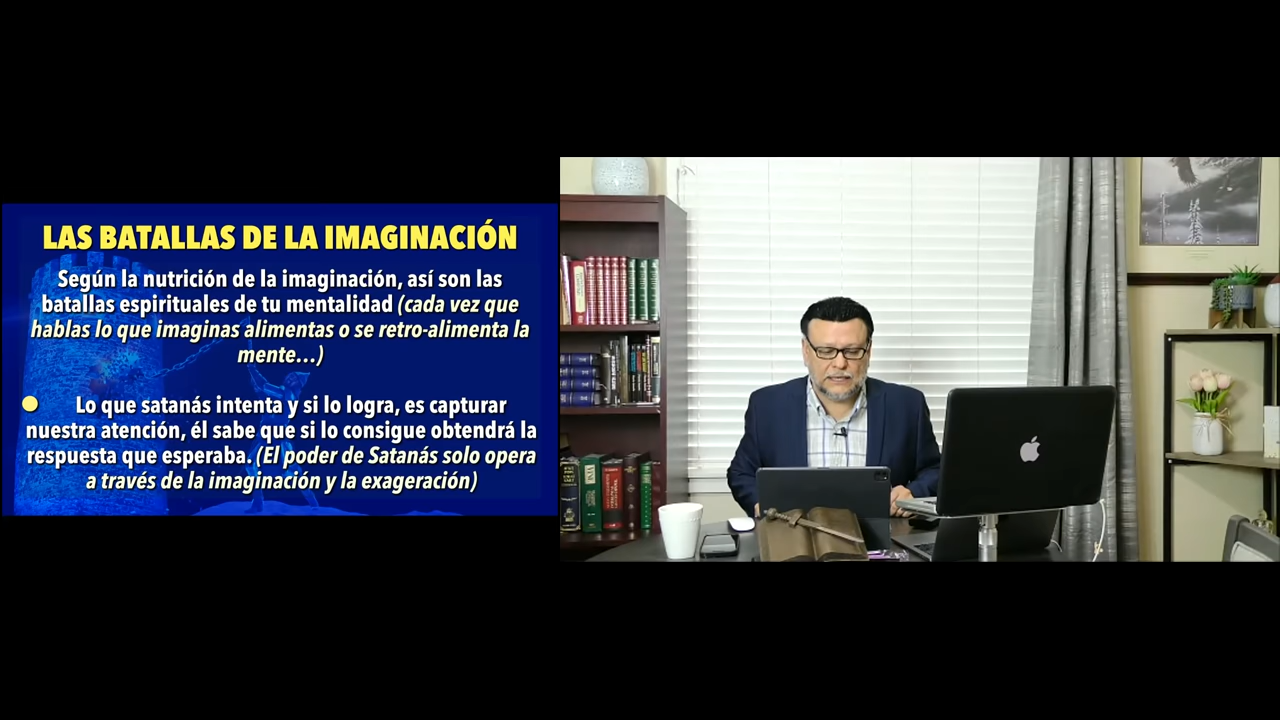 LAS BATALLAS DE LA IMAGINACIÓN
Según la nutrición de la imaginación, así son las
batallas espirituales de tu mentalidad (cada vez que
hablas lo que imaginas alimentas o se retro-alimenta la
mente...)
Lo que satanás intenta y si lo logra, es capturar
nuestra atención, él sabe que si lo consigue obtendrá la
respuesta que esperaba. (El poder de Satanás solo opera
a través de la imaginación y la exageración)